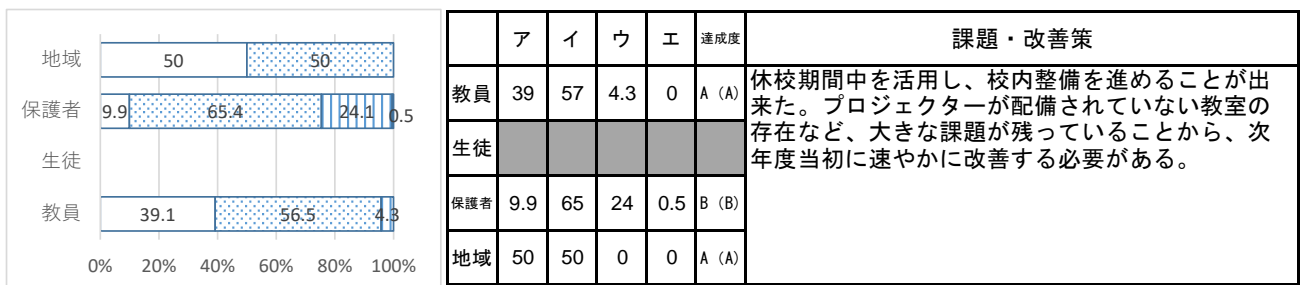 地域
50
50
保護者
9.9
65.4
24.1
0.5
生徒
教員
39.1
56.5
4.3
0% 20% 40% 60% 80% 100%
ア イ ウ エ 達成度 課題・改善策
教員 39 57 4.3 0 A (A)
休校期間中を活用し、校内整備を進めることが出
来た。プロジェクターが配備されていない教室の
存在など、大きな課題が残っていることから、次
年度当初に速やかに改善する必要がある。
生徒
保護者 9.9 65 24 0.5 B (B)
地域 50 50 0 0 A (A)